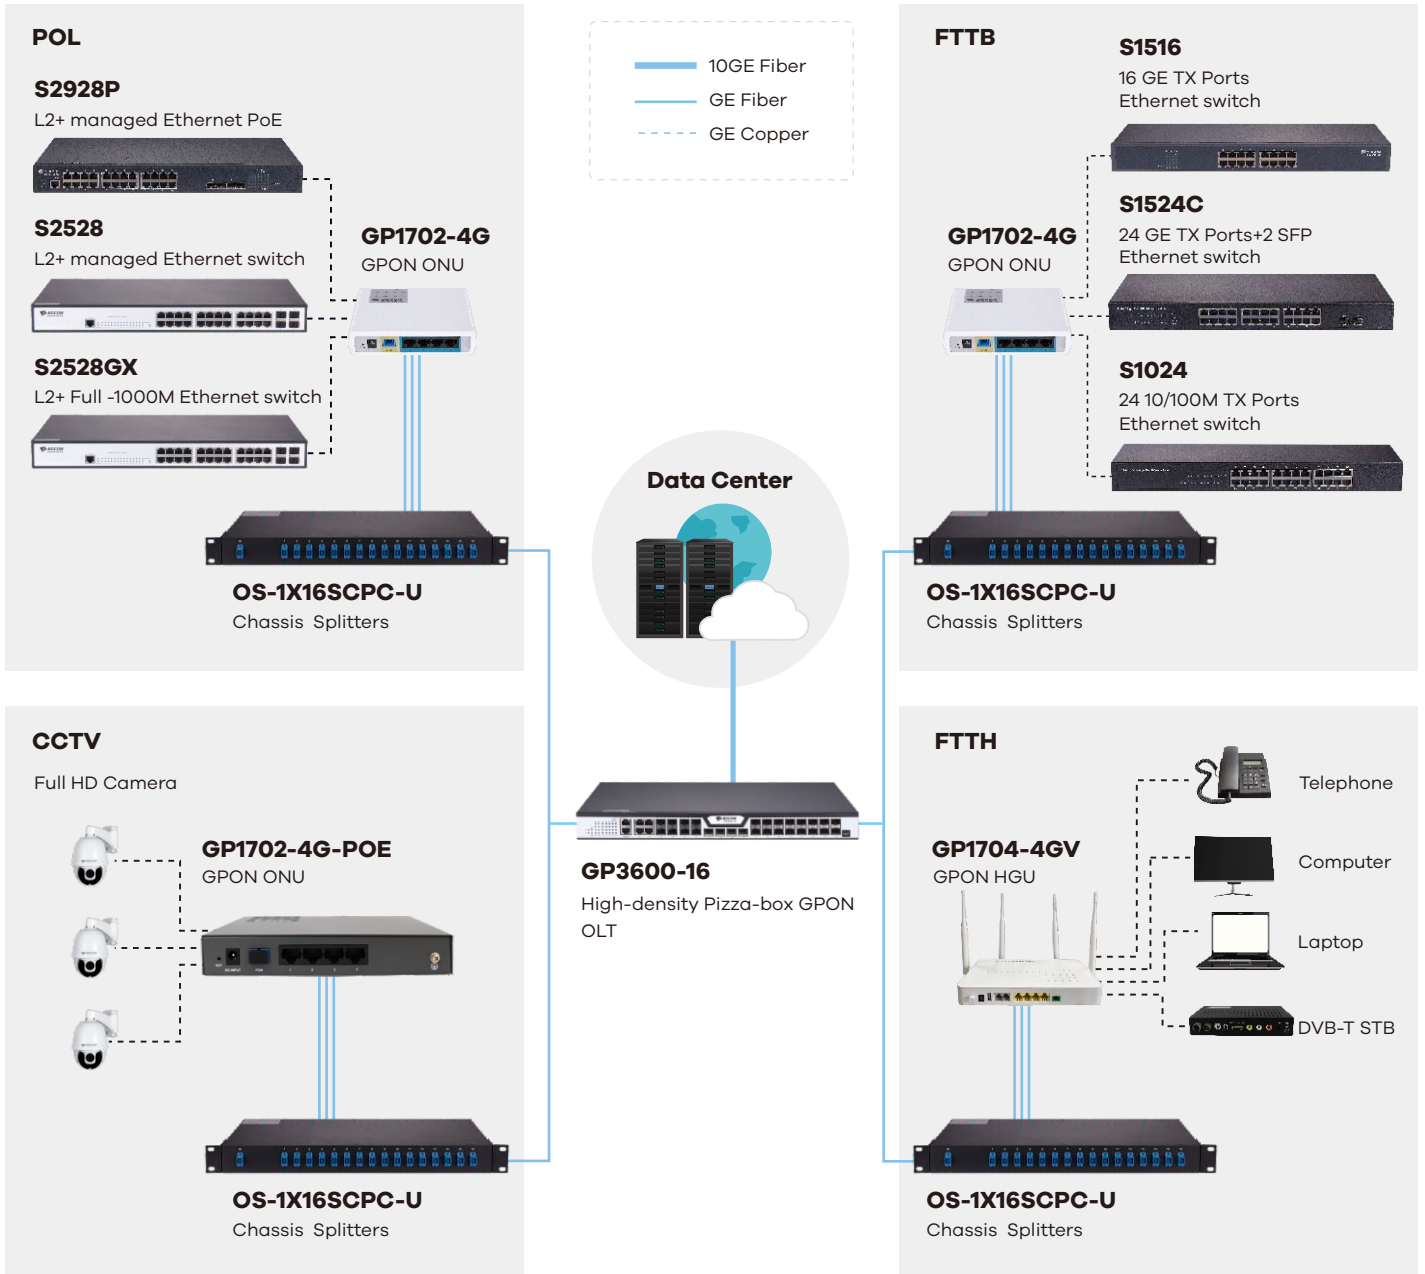 POL
S2928P
L2+ managed Ethernet PoE
S2528
L2+ managed Ethernet switch
GP1702-4G
GPON ONU
S2528GX
L2+ Full -1000M Ethernet switch
OS-1X16SCPC-U
Chassis Splitters
10GE Fiber
GE Fiber
GE Copper
Data Center
FTTB
S1516
16 GE TX Ports
Ethernet switch
S1524C
24 GE TX Ports+2 SFP
Ethernet switch
GP1702-4G
GPON ONU
S1024
24 10/100M TX Ports
Ethernet switch
OS-1X16SCPC-U
Chassis Splitters
CCTV
Full HD Camera
GP1702-4G-POE
GPON ONU
OS-1X16SCPC-U
Chassis Splitters
GP3600-16
High-density Pizza-box GPON
OLT
FTTH
Telephone
GP1704-4GV
GPON HGU
Computer
Laptop
DVB-T STB
OS-1X16SCPC-U
Chassis Splitters